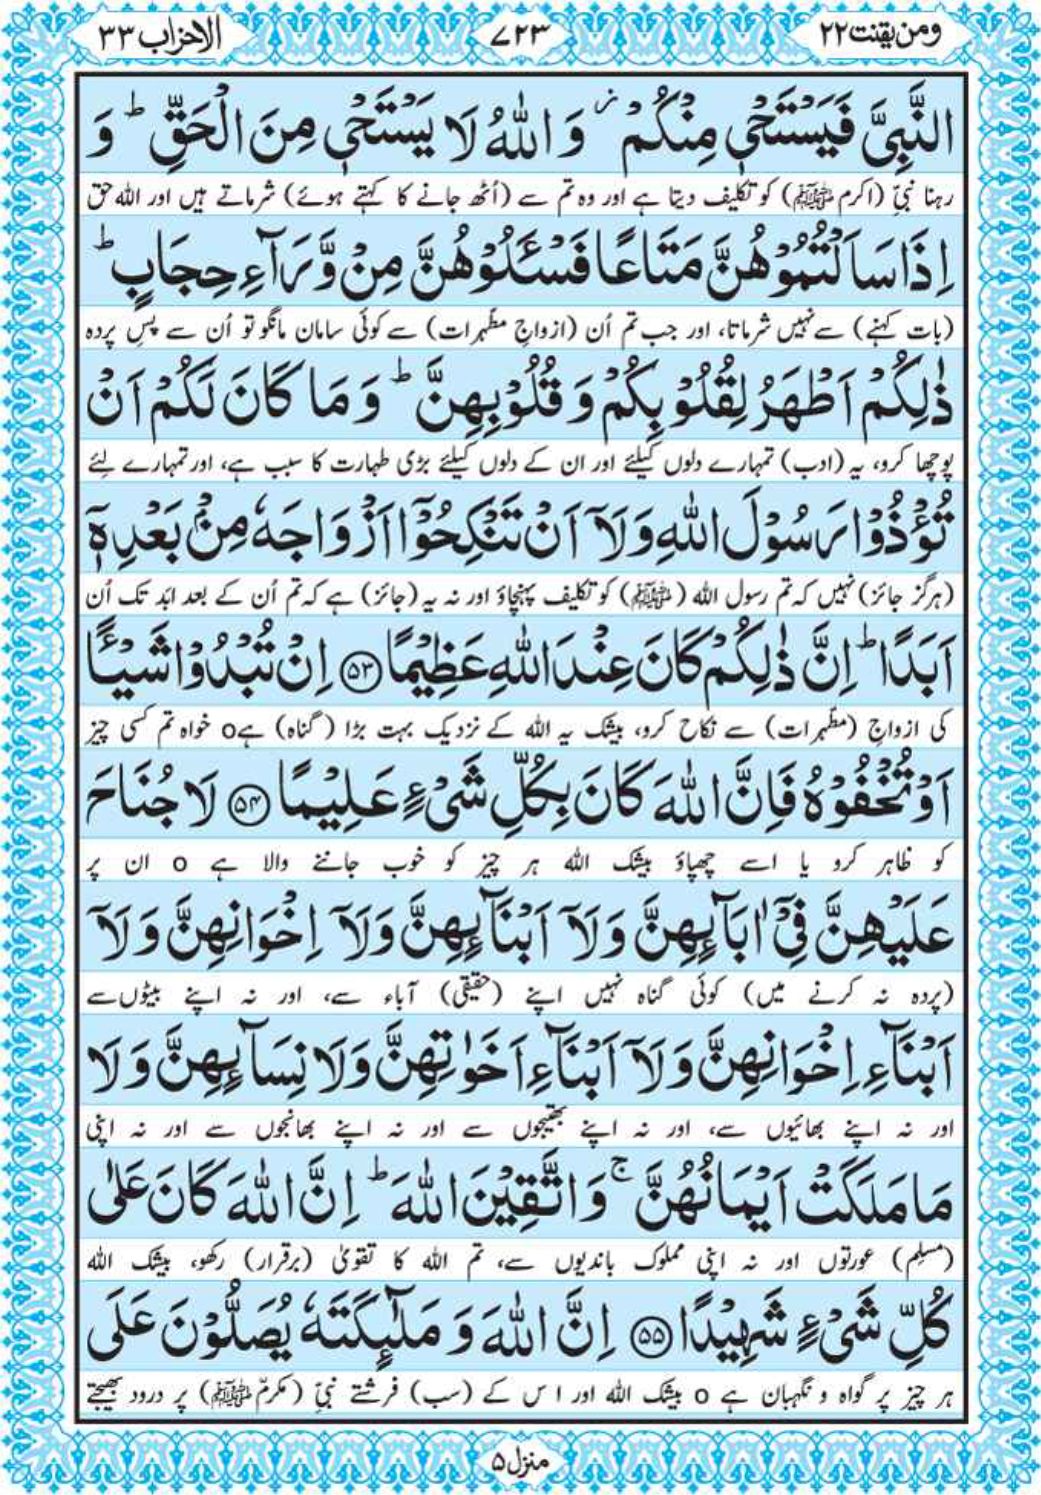 ومن يقنت ۲۲
۷۲۳
الاحزاب ۳۳
النَّبِيَّ فَيَسْتَحْيٖ مِنْكُمْ ۘ وَ اللّٰهُ لَا يَسْتَحْيٖ مِنَ الْحَقِّ ؕ وَ
رہنا نبیِّ (اکرم ﷺ) کو تکلیف دیتا ہے اور وہ تم سے (اُٹھ جانے کا کہتے ہوئے) شرماتے ہیں اور اللہ حق
اِذَا سَاَلْتُمُوْهُنَّ مَتَاعًا فَسْـَٔلُوْهُنَّ مِنْ وَّرَآءِ حِجَابٍ ؕ
(بات کہنے) سے نہیں شرماتا، اور جب تم اُن (ازواجِ مطہرات) سے کوئی سامان مانگو تو اُن سے پسِ پردہ
ذٰلِكُمْ اَطْهَرُ لِقُلُوْبِكُمْ وَ قُلُوْبِهِنَّ ؕ وَ مَا كَانَ لَكُمْ اَنْ
پوچھا کرو، یہ (ادب) تمہارے دلوں کیلئے اور ان کے دلوں کیلئے بڑی طہارت کا سبب ہے، اور تمہارے لئے
تُؤْذُوْا رَسُوْلَ اللّٰهِ وَ لَاۤ اَنْ تَنْكِحُوْۤا اَزْوَاجَهٗ مِنْۢ بَعْدِهٖۤ
(ہرگز جائز) نہیں کہ تم رسول اللہ (ﷺ) کو تکلیف پہنچاؤ اور نہ یہ (جائز) ہے کہ تم اُن کے بعد ابَد تک اُن
اَبَدًا ؕ اِنَّ ذٰلِكُمْ كَانَ عِنْدَ اللّٰهِ عَظِيْمًا ۵۳ اِنْ تُبْدُوْا شَيْـًٔا
کی ازواجِ (مطہرات) سے نکاح کرو، بیشک یہ اللہ کے نزدیک بہت بڑا (گناہ) ہےo خواہ تم کسی چیز
اَوْ تُخْفُوْهُ فَاِنَّ اللّٰهَ كَانَ بِكُلِّ شَيْءٍ عَلِيْمًا ۵۴ لَا جُنَاحَ
کو ظاہر کرو یا اسے چھپاؤ بیشک اللہ ہر چیز کو خوب جاننے والا ہے o ان پر
عَلَيْهِنَّ فِيْۤ اٰبَآئِهِنَّ وَ لَاۤ اَبْنَآئِهِنَّ وَ لَاۤ اِخْوَانِهِنَّ وَ لَاۤ
(پردہ نہ کرنے میں) کوئی گناہ نہیں اپنے (حقیقی) آباء سے، اور نہ اپنے بیٹوں سے
اَبْنَآءِ اِخْوَانِهِنَّ وَ لَاۤ اَبْنَآءِ اَخَوٰتِهِنَّ وَ لَا نِسَآئِهِنَّ وَ لَا
اور نہ اپنے بھائیوں سے، اور نہ اپنے بھتیجوں سے اور نہ اپنے بھانجوں سے اور نہ اپنی
مَا مَلَكَتْ اَيْمَانُهُنَّ ۚ وَ اتَّقِيْنَ اللّٰهَ ؕ اِنَّ اللّٰهَ كَانَ عَلٰى
(مسلِم) عورتوں اور نہ اپنی مملوک باندیوں سے، تم اللہ کا تقویٰ (برقرار) رکھو، بیشک اللہ
كُلِّ شَيْءٍ شَهِيْدًا ۵۵ اِنَّ اللّٰهَ وَ مَلٰٓئِكَتَهٗ يُصَلُّوْنَ عَلَى
ہر چیز پر گواہ و نگہبان ہے o بیشک اللہ اور اس کے (سب) فرشتے نبیِّ (مکرمّ ﷺ) پر درود بھیجتے
منزل ۵